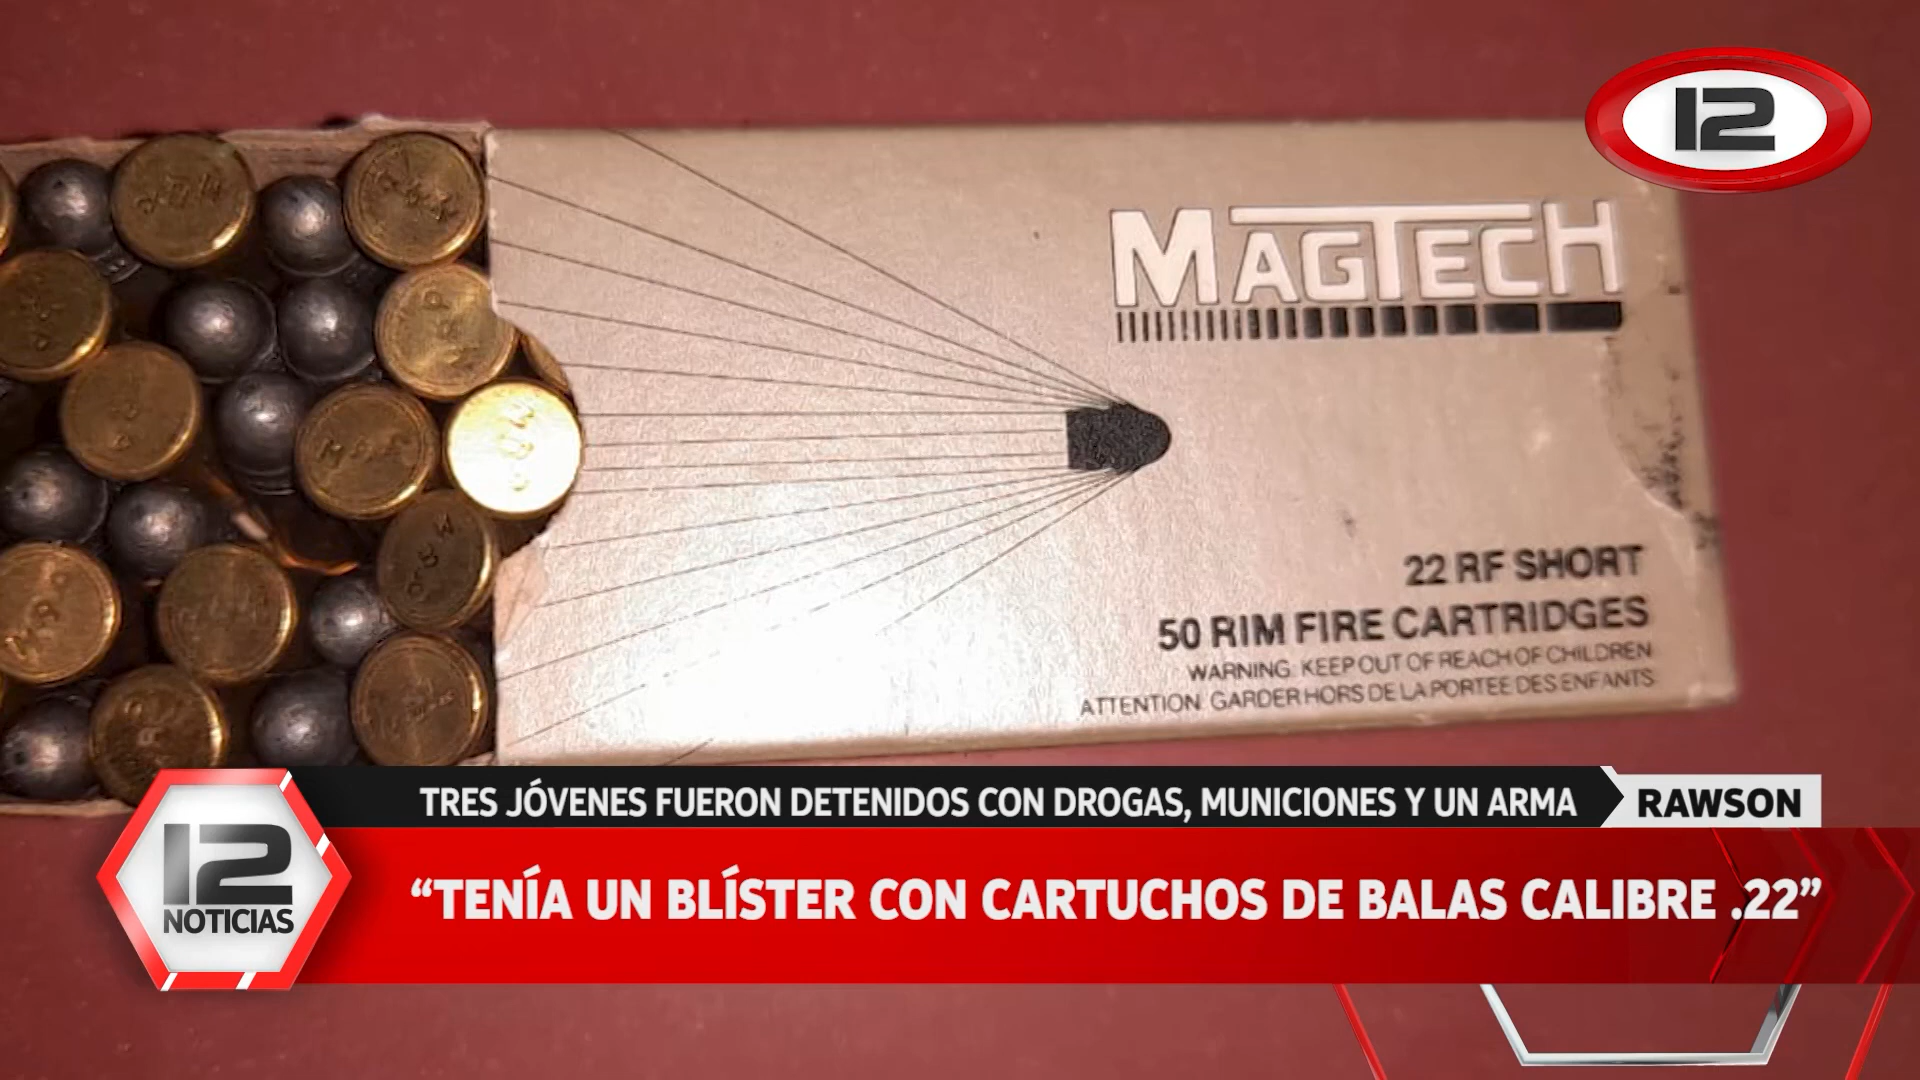 12
MAGTECH
22 RF SHORT
50 RIM FIRE CARTRIDGES
WARNING: KEEP OUT OF REACH OF CHILDREN
ATTENTION: GARDER HORS DE LA PORTEE DES ENFANTS
TRES JÓVENES FUERON DETENIDOS CON DROGAS, MUNICIONES Y UN ARMA
RAWSON
12
NOTICIAS
“TENÍA UN BLÍSTER CON CARTUCHOS DE BALAS CALIBRE .22”